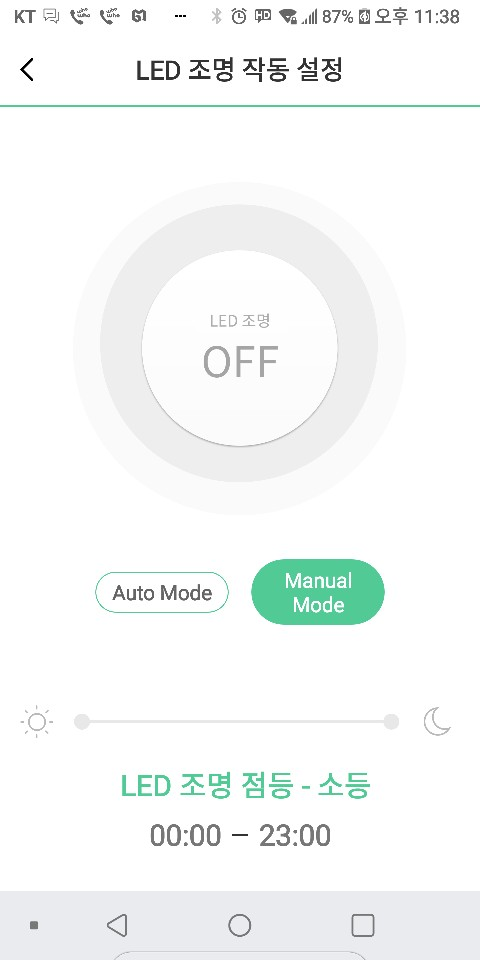 KT 87% 오후 11:38
LED 조명 작동 설정
LED 조명
OFF
Auto Mode
Manual
Mode
LED 조명 점등 - 소등
00:00 – 23:00